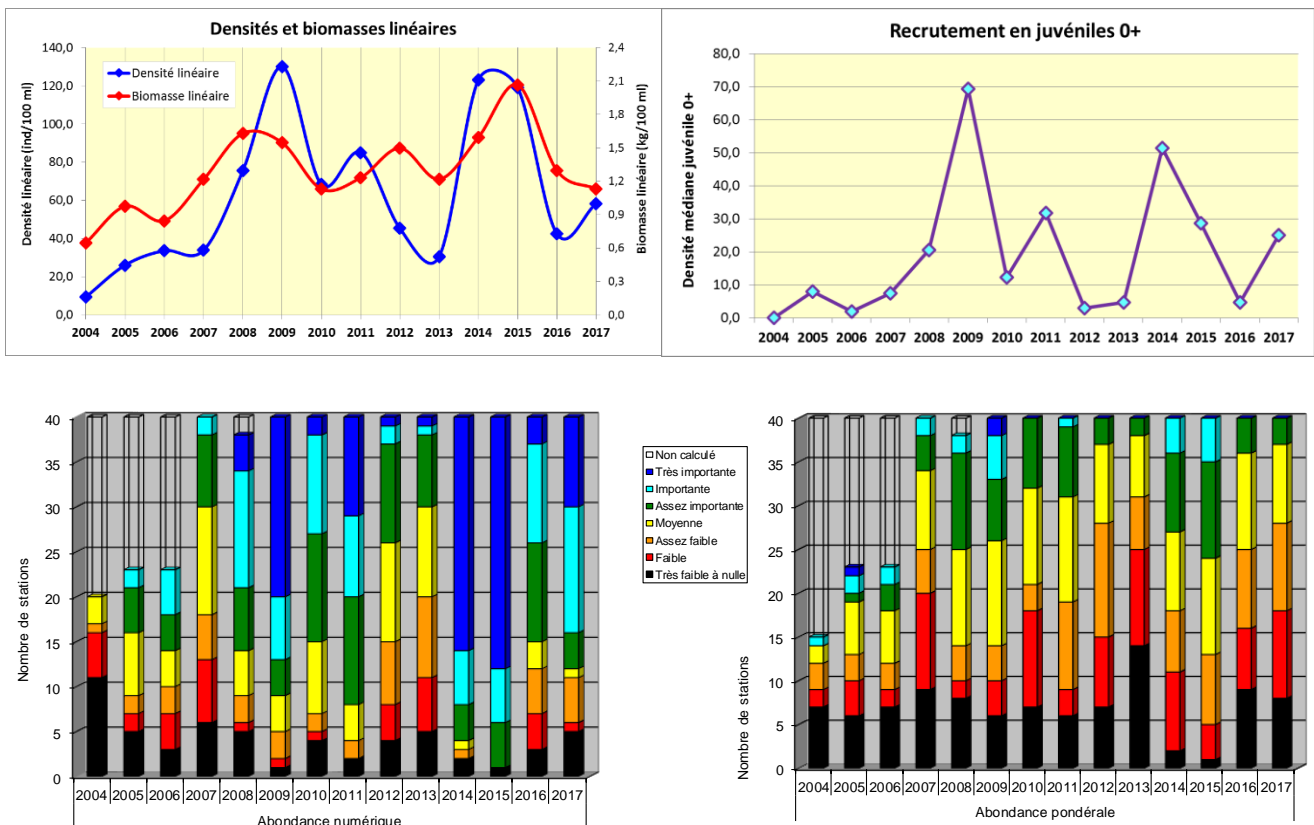 Densités et biomasses linéaires
140,0
120,0
100,0
80,0
60,0
40,0
20,0
0,0
Densité linéaire (ind/100 ml)
Densité linéaire
Biomasse linéaire
2,4
2,1
1,8
1,5
1,2
0,9
0,6
0,3
0,0
Biomasse linéaire (kg/100 ml)
2004 2005 2006 2007 2008 2009 2010 2011 2012 2013 2014 2015 2016 2017
Recrutement en juvéniles 0+
80,0
70,0
60,0
50,0
40,0
30,0
20,0
10,0
0,0
Densité médiane juvénile 0+
2004 2005 2006 2007 2008 2009 2010 2011 2012 2013 2014 2015 2016 2017
40
35
30
25
20
15
10
5
0
Nombre de stations
2004 2005 2006 2007 2008 2009 2010 2011 2012 2013 2014 2015 2016 2017
Abondance numérique
Non calculé
Très importante
Importante
Assez importante
Moyenne
Assez faible
Faible
Très faible à nulle
40
35
30
25
20
15
10
5
0
Nombre de stations
2004 2005 2006 2007 2008 2009 2010 2011 2012 2013 2014 2015 2016 2017
Abondance pondérale